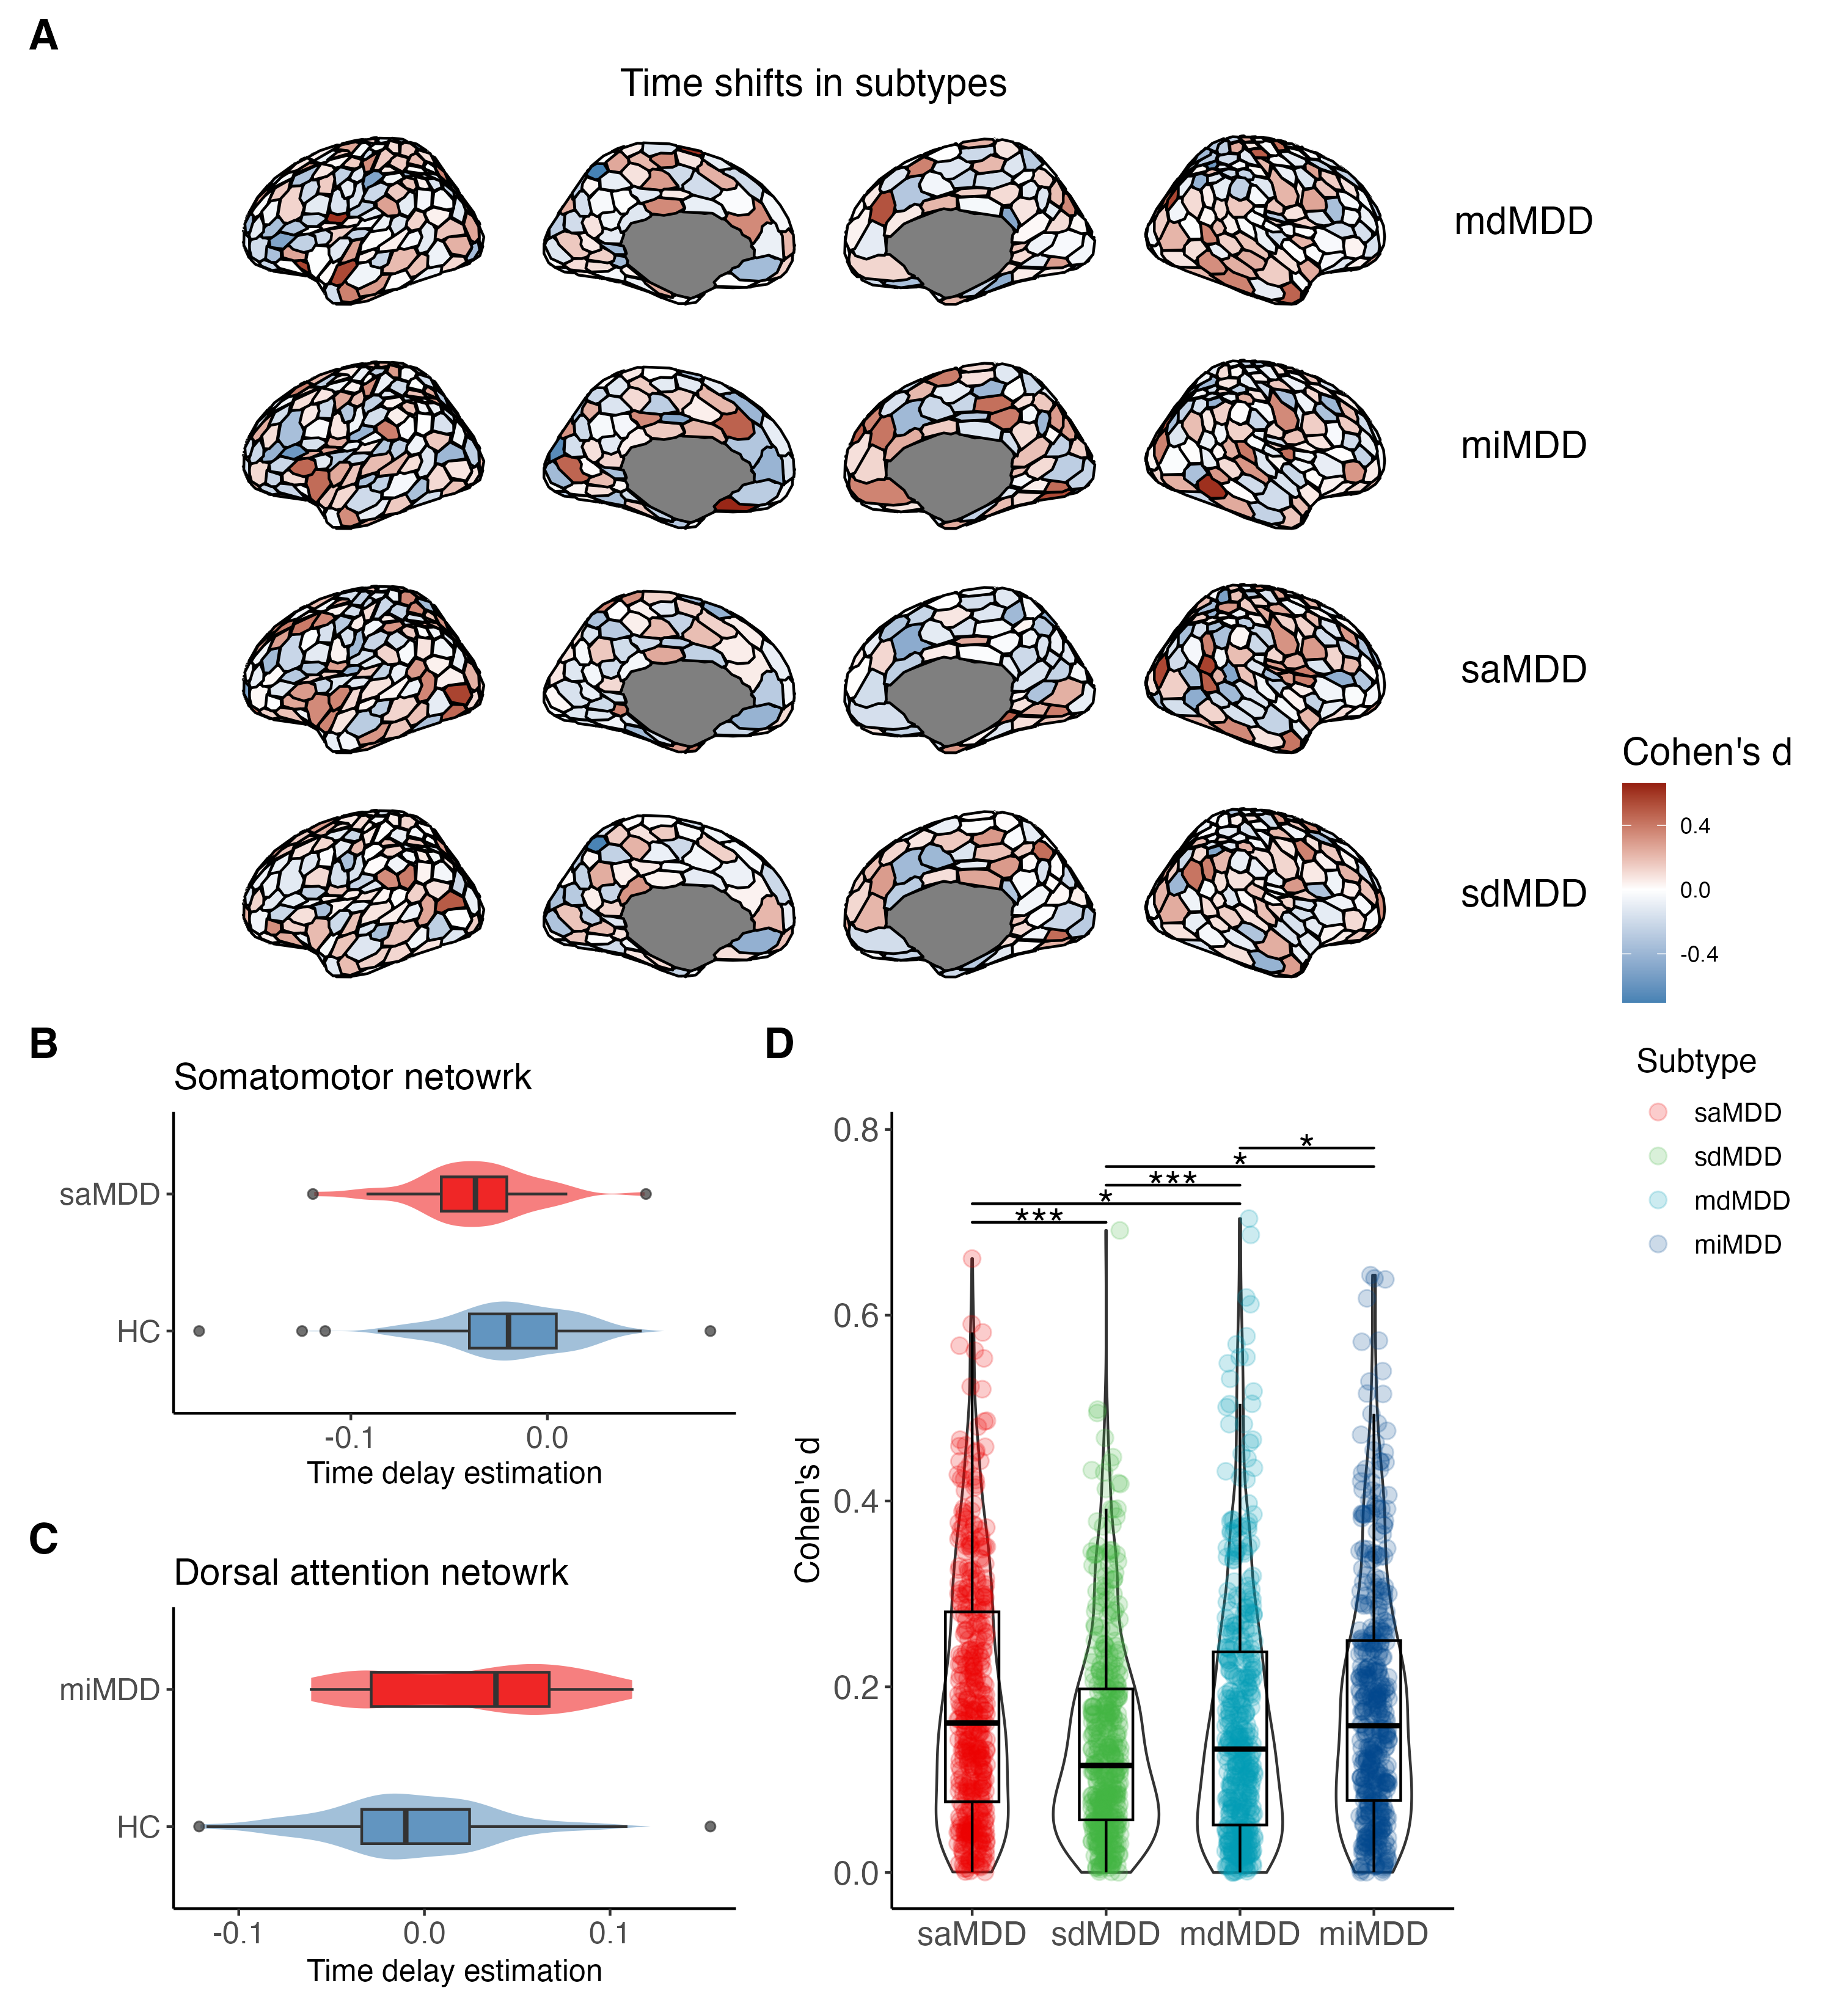 A
Time shifts in subtypes
mdMDD
miMDD
saMDD
sdMDD
Cohen's d
0.4
0.0
-0.4
B
Somatomotor netowrk
saMDD
HC
-0.1 0.0
Time delay estimation
C
Dorsal attention netowrk
miMDD
HC
-0.1 0.0 0.1
Time delay estimation
D
Cohen's d
0.8
0.6
0.4
0.2
0.0
*
*
***
*
***
saMDD sdMDD mdMDD miMDD
Subtype
saMDD
sdMDD
mdMDD
miMDD